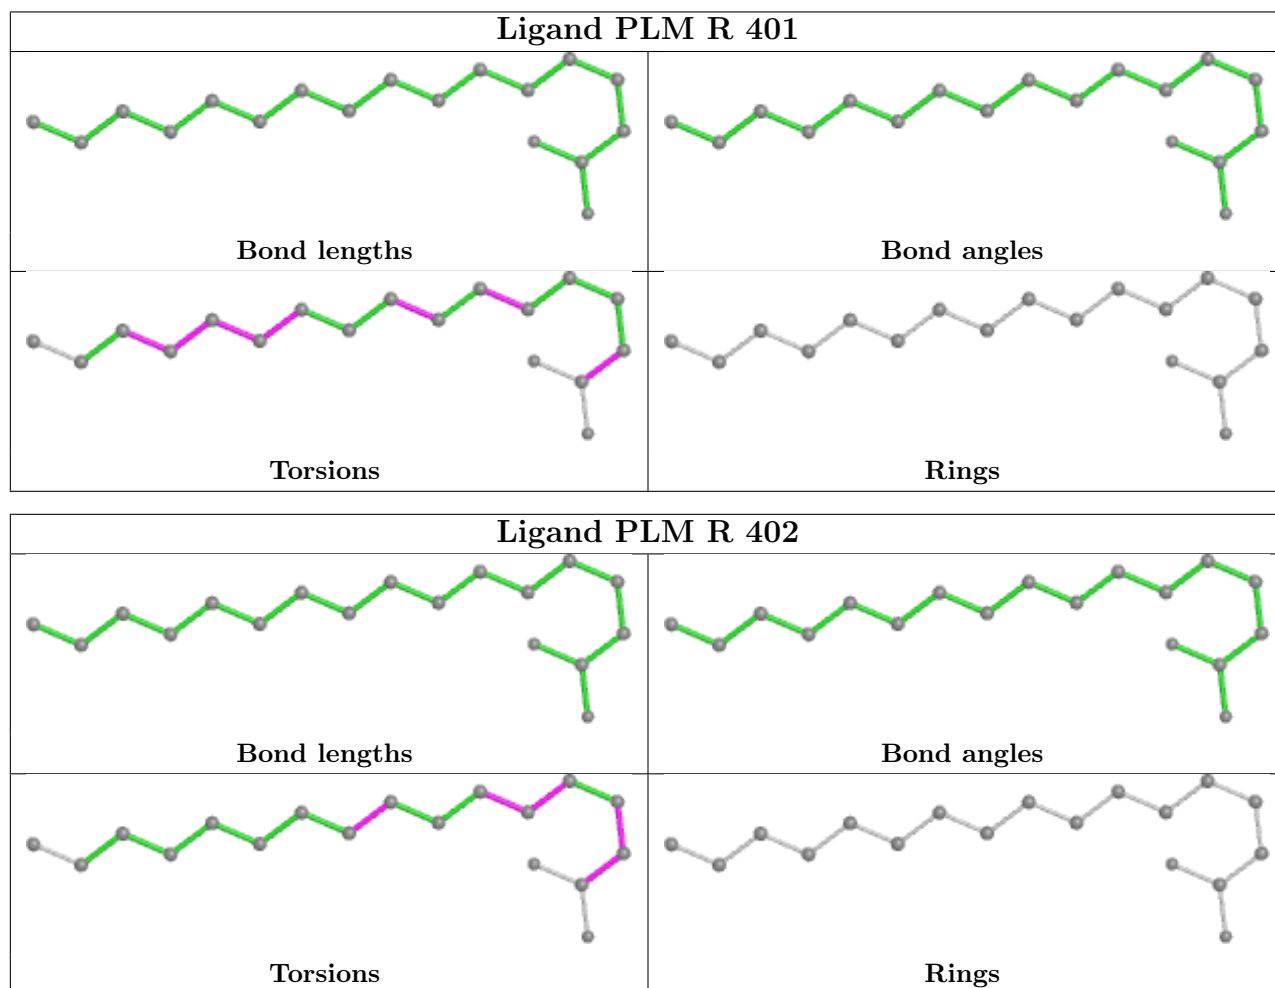 Ligand PLM R 401
Bond lengths
Bond angles
Torsions
Rings
Ligand PLM R 402
Bond lengths
Bond angles
Torsions
Rings